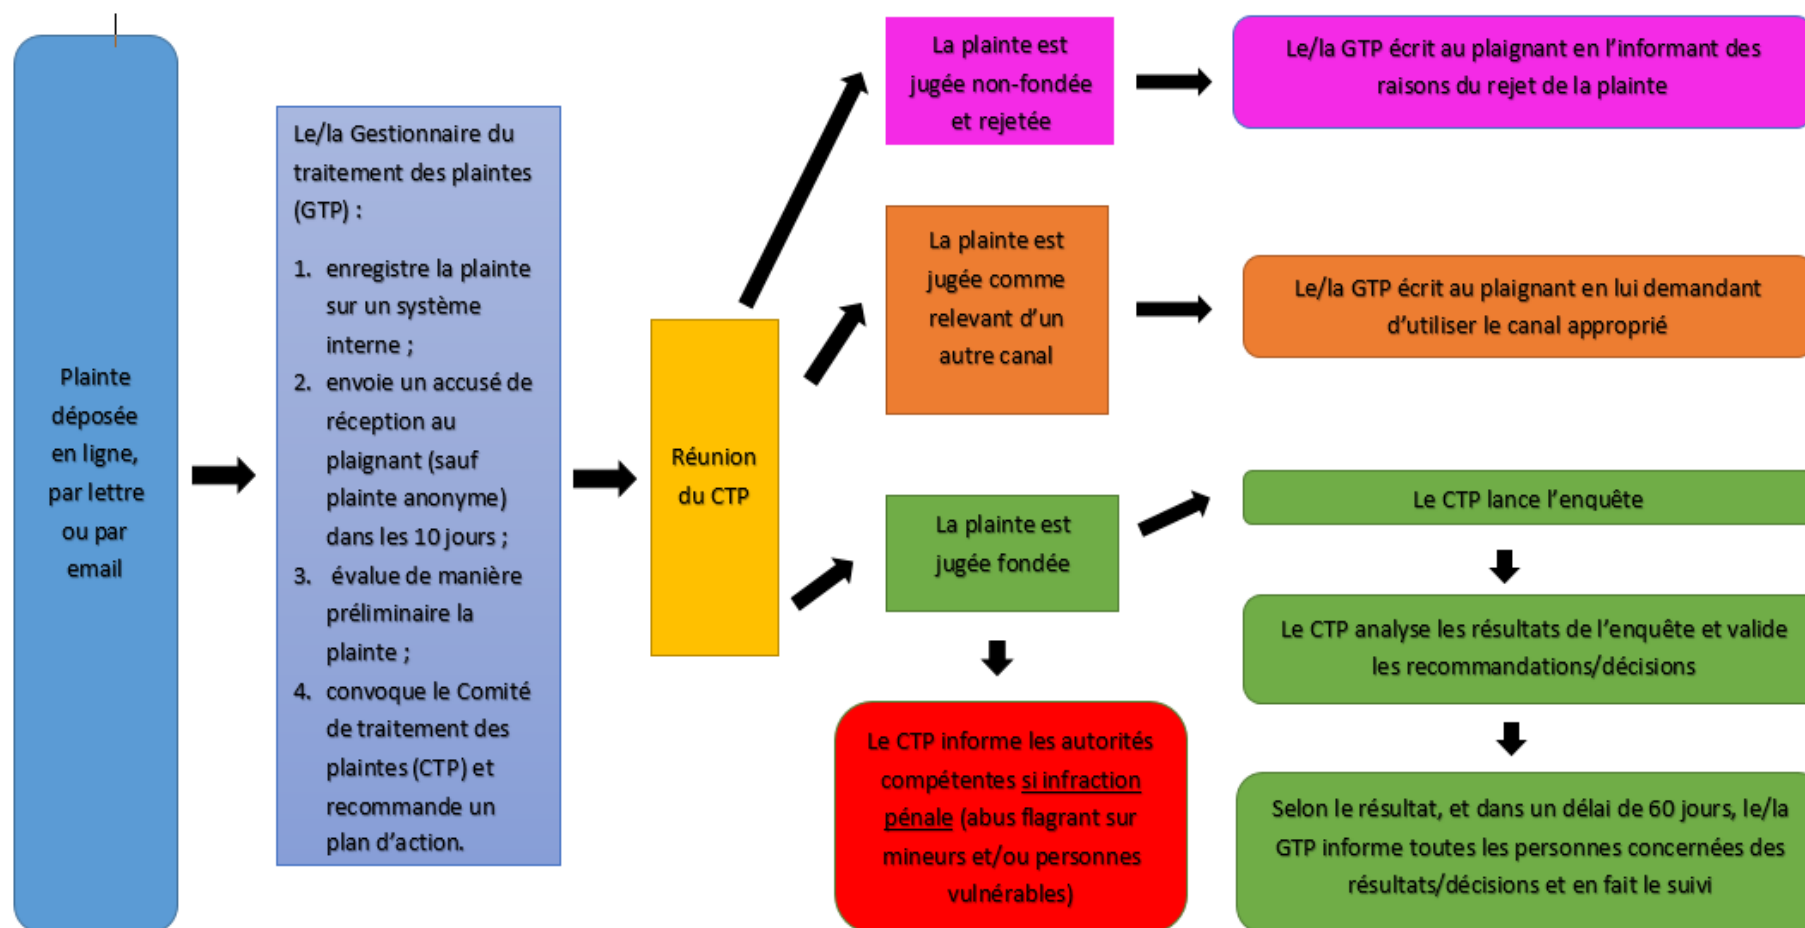 Plainte
déposée
en ligne,
par lettre
ou par
email
Le/la Gestionnaire du
traitement des plaintes
(GTP) :
1. enregistre la plainte
sur un système
interne ;
2. envoie un accusé de
réception au
plaignant (sauf
plainte anonyme)
dans les 10 jours ;
3. évalue de manière
préliminaire la
plainte ;
4. convoque le Comité
de traitement des
plaintes (CTP) et
recommande un
plan d’action.
Réunion
du CTP
La plainte est
jugée non-fondée
et rejetée
Le/la GTP écrit au plaignant en l’informant des
raisons du rejet de la plainte
La plainte est
jugée comme
relevant d’un
autre canal
Le/la GTP écrit au plaignant en lui demandant
d’utiliser le canal approprié
La plainte est
jugée fondée
Le CTP lance l’enquête
Le CTP analyse les résultats de l’enquête et valide
les recommandations/décisions
Selon le résultat, et dans un délai de 60 jours, le/la
GTP informe toutes les personnes concernées des
résultats/décisions et en fait le suivi
Le CTP informe les autorités
compétentes si infraction
pénale (abus flagrant sur
mineurs et/ou personnes
vulnérables)